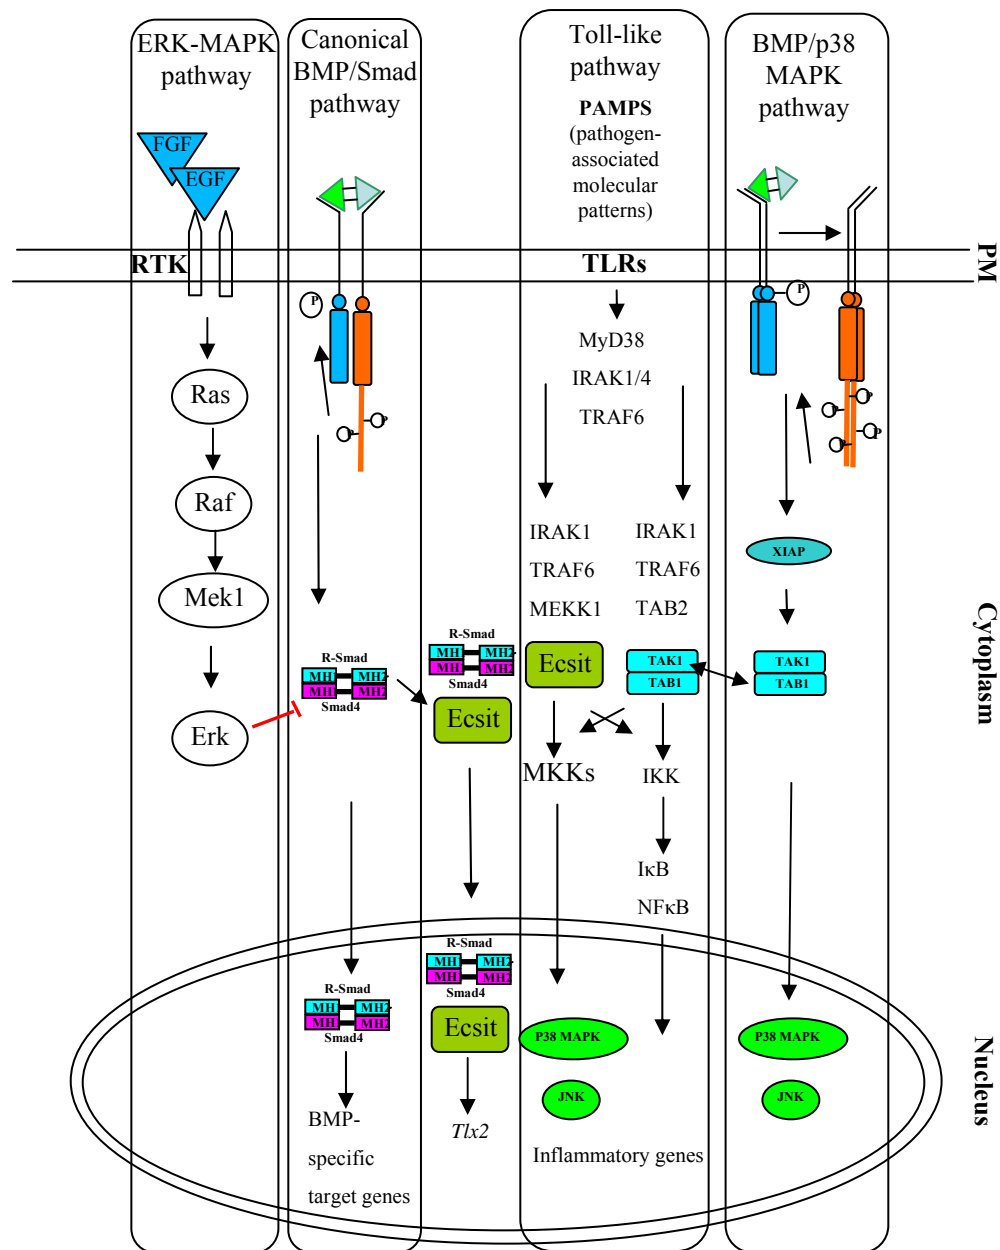 ERK-MAPK
pathway
FGF
EGF
RTK
Ras
Raf
Mek1
Erk
Canonical
BMP/Smad
pathway
P
P
P
R-Smad
MH MH2
MH MH2
Smad4
R-Smad
MH MH2
MH MH2
Smad4
BMP-
specific
target genes
R-Smad
MH MH2
MH MH2
Smad4
Ecsit
R-Smad
MH MH2
MH MH2
Smad4
Ecsit
Tlx2
Toll-like
pathway
PAMPS
(pathogen-
associated
molecular
patterns)
TLRs
MyD38
IRAK1/4
TRAF6
IRAK1
TRAF6
MEKK1
Ecsit
MKKs
P38 MAPK
JNK
IRAK1
TRAF6
TAB2
TAK1
TAB1
IKK
IκB
NFκB
Inflammatory genes
BMP/p38
MAPK
pathway
P
P
P
P
XIAP
TAK1
TAB1
P38 MAPK
JNK
PM
Cytoplasm
Nucleus